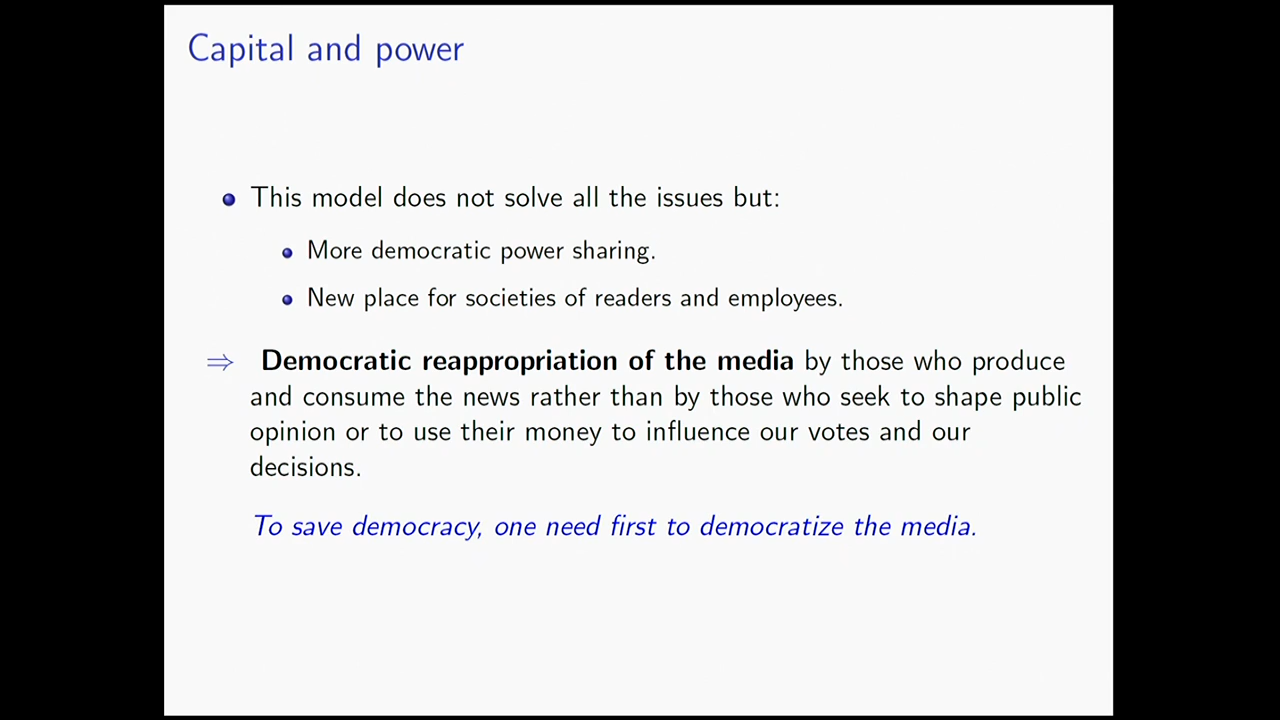 Capital and power
This model does not solve all the issues but:
More democratic power sharing.
New place for societies of readers and employees.
⇒ Democratic reappropriation of the media by those who produce
and consume the news rather than by those who seek to shape public
opinion or to use their money to influence our votes and our
decisions.
To save democracy, one need first to democratize the media.